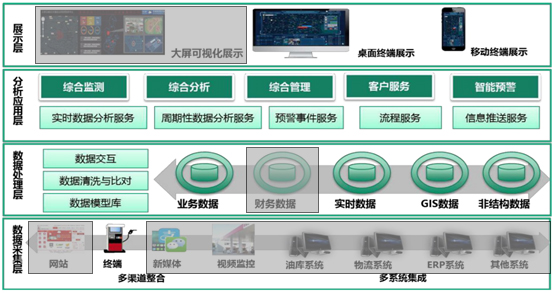 展示层
大屏可视化展示
桌面终端展示
移动终端展示
分析应用层
综合监测
综合分析
综合管理
客户服务
智能预警
实时数据分析服务
周期性数据分析服务
预警事件服务
流程服务
信息推送服务
数据处理层
数据交互
数据清洗与比对
数据模型库
业务数据
财务数据
实时数据
GIS数据
非结构数据
数据采集层
网站
终端
新媒体
视频监控
油库系统
物流系统
ERP系统
其他系统
多渠道整合
多系统集成